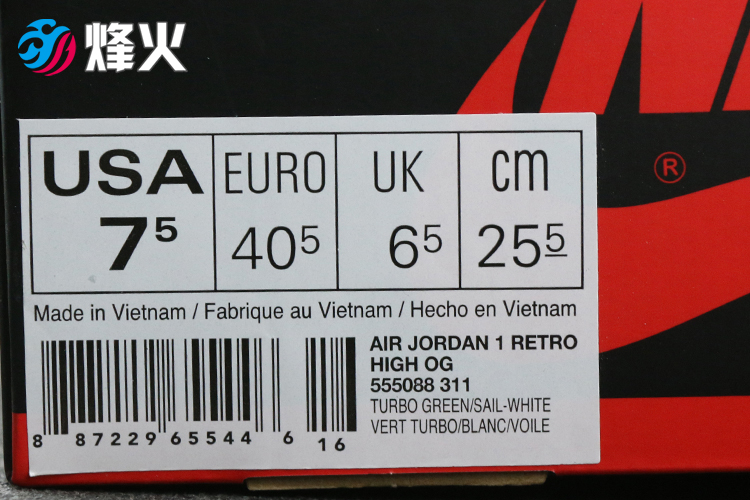 烽火
®
USA EURO UK cm
7⁵ 40⁵ 6⁵ 25⁵
Made in Vietnam / Fabrique au Vietnam / Hecho en Vietnam
AIR JORDAN 1 RETRO
HIGH OG
555088 311
TURBO GREEN/SAIL-WHITE
VERT TURBO/BLANC/VOILE
8 87229 65544 6 16